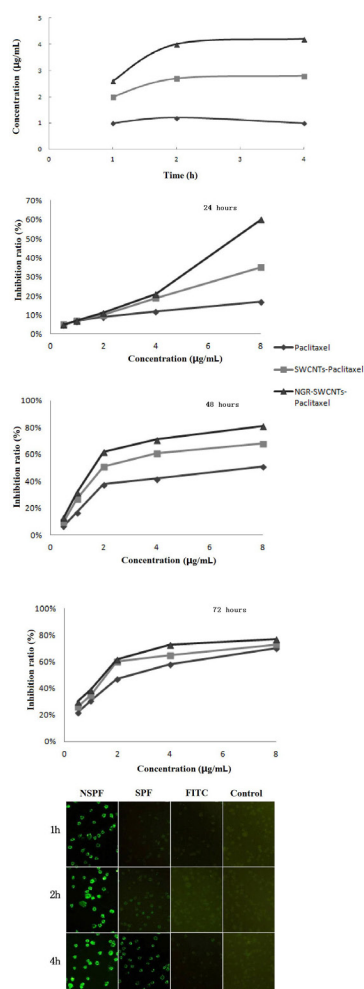 5
4
3
2
1
0
Concentration (μg/mL)
0 1 2 3 4
Time (h)
24 hours
70%
60%
50%
40%
30%
20%
10%
0%
Inhibition ratio (%)
0 2 4 6 8
Concentration (μg/mL)
Paclitaxel
SWCNTs-Paclitaxel
NGR-SWCNTs-
Paclitaxel
48 hours
100%
80%
60%
40%
20%
0%
Inhibition ratio (%)
0 2 4 6 8
Concentration (μg/mL)
72 hours
100%
80%
60%
40%
20%
0%
Inhibition ratio (%)
0 2 4 6 8
Concentration (μg/mL)
NSPF SPF FITC Control
1h
2h
4h